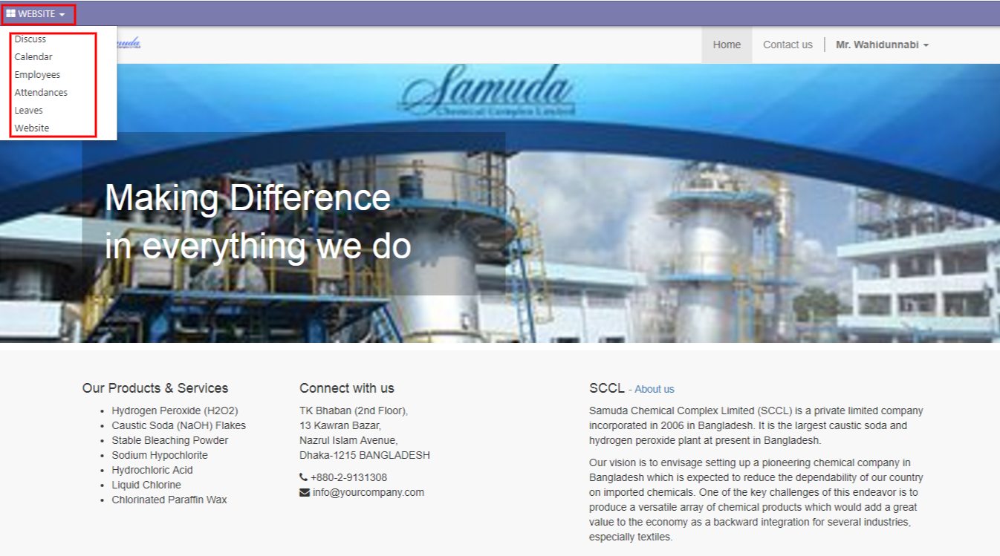 WEBSITE
Discuss
Calendar
Employees
Attendances
Leaves
Website
Home
Contact us
Mr. Wahidunnabi
Samuda
Chemical Complex Limited
Making Difference
in everything we do
Our Products & Services
• Hydrogen Peroxide (H2O2)
• Caustic Soda (NaOH) Flakes
• Stable Bleaching Powder
• Sodium Hypochlorite
• Hydrochloric Acid
• Liquid Chlorine
• Chlorinated Paraffin Wax
Connect with us
TK Bhaban (2nd Floor),
13 Kawran Bazar,
Nazrul Islam Avenue,
Dhaka-1215 BANGLADESH
+880-2-9131308
info@yourcompany.com
SCCL - About us
Samuda Chemical Complex Limited (SCCL) is a private limited company
incorporated in 2006 in Bangladesh. It is the largest caustic soda and
hydrogen peroxide plant at present in Bangladesh.
Our vision is to envisage setting up a pioneering chemical company in
Bangladesh which is expected to reduce the dependability of our country
on imported chemicals. One of the key challenges of this endeavor is to
produce a versatile array of chemical products which would add a great
value to the economy as a backward integration for several industries,
especially textiles.